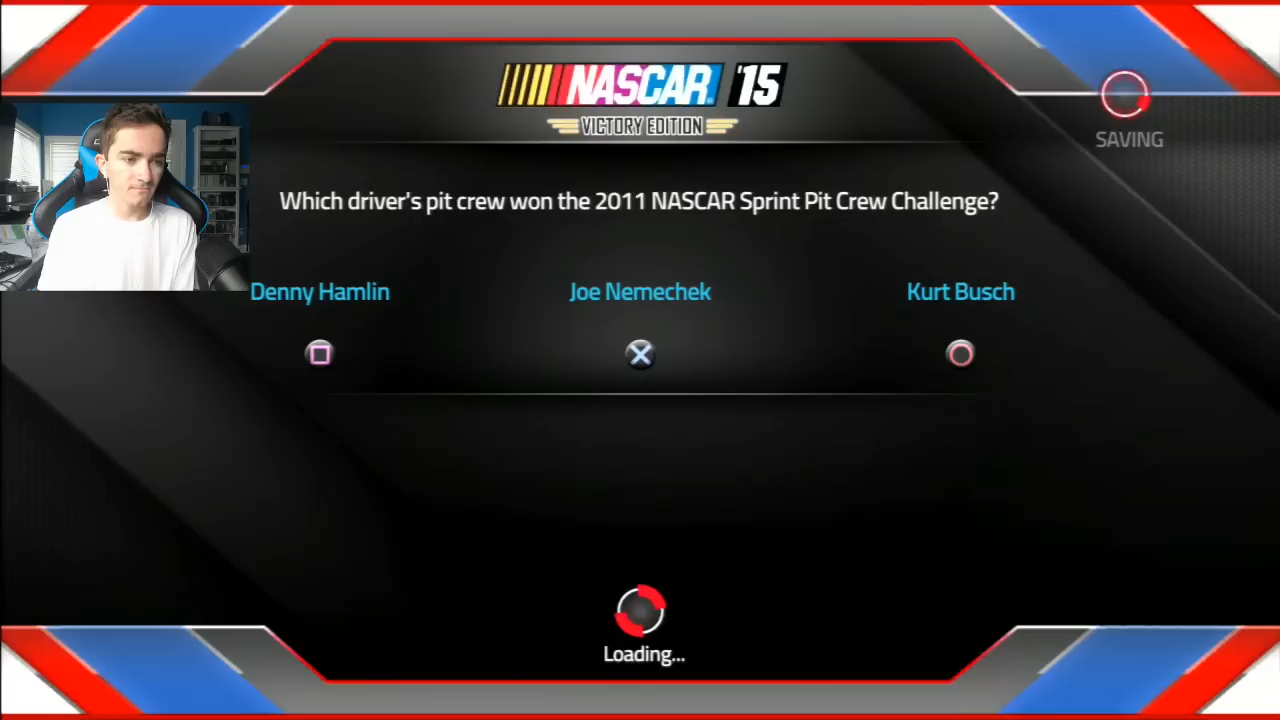 NASCAR '15
VICTORY EDITION
SAVING
Which driver's pit crew won the 2011 NASCAR Sprint Pit Crew Challenge?
Denny Hamlin
Joe Nemechek
Kurt Busch
Loading...